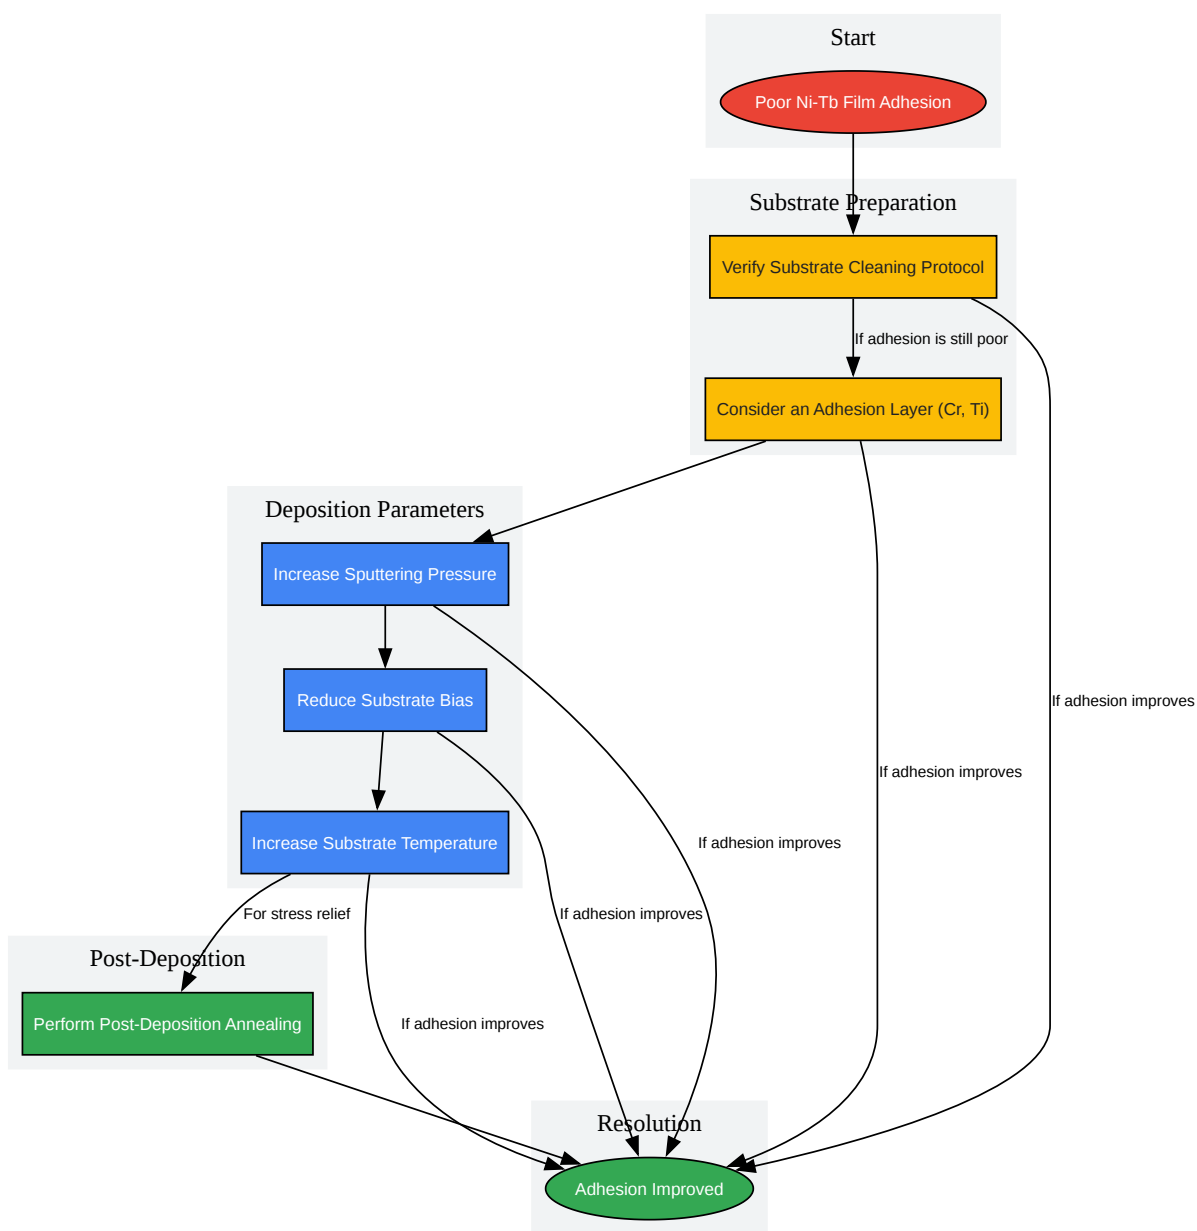 Start
Poor Ni-Tb Film Adhesion
Substrate Preparation
Verify Substrate Cleaning Protocol
If adhesion is still poor
Consider an Adhesion Layer (Cr, Ti)
Deposition Parameters
Increase Sputtering Pressure
Reduce Substrate Bias
If adhesion improves
If adhesion improves
Increase Substrate Temperature
If adhesion improves
For stress relief
If adhesion improves
Post-Deposition
Perform Post-Deposition Annealing
If adhesion improves
Resolution
Adhesion Improved